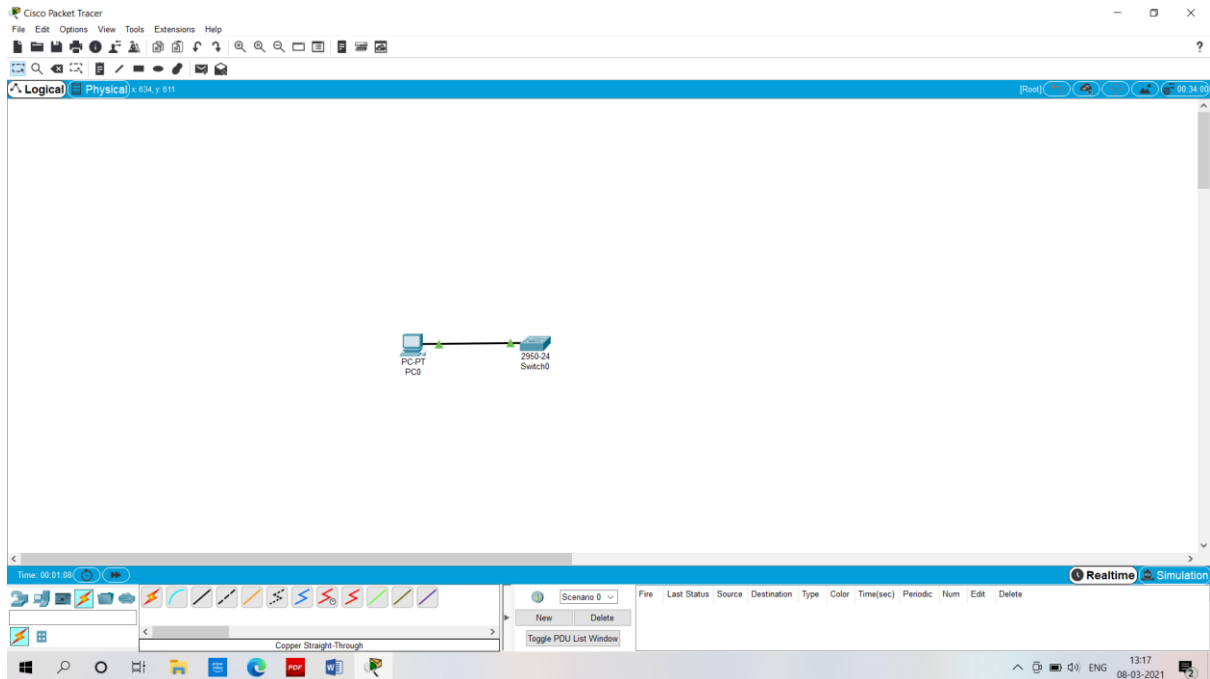 Cisco Packet Tracer
File Edit Options View Tools Extensions Help
?
Logical Physical x: 634, y: 611 [Root] 00:34:00
PC-PT
PC0
2950-24
Switch0
Time: 00:01:08 Realtime Simulation
Scenario 0
New Delete
Toggle PDU List Window
Fire Last Status Source Destination Type Color Time(sec) Periodic Num Edit Delete
Copper Straight-Through
PDF W ENG 13:17
08-03-2021 2